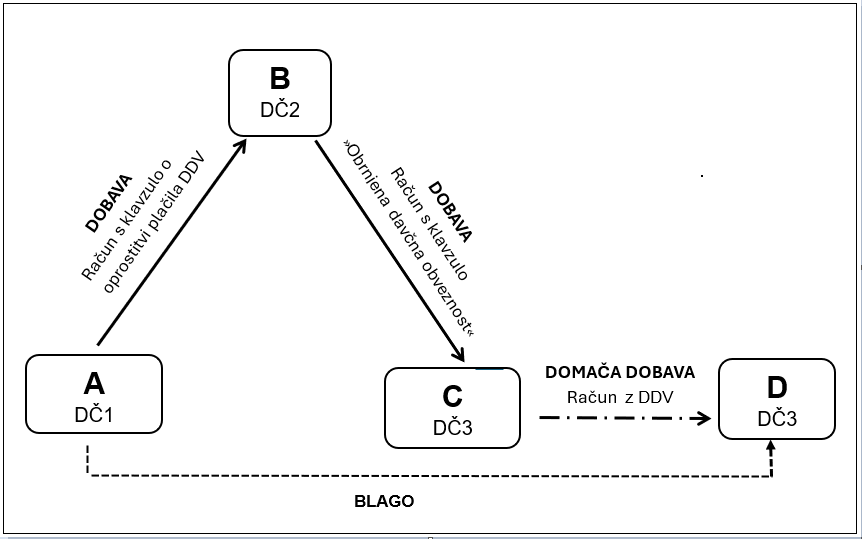 B
DČ2
DOBAVA
Račun s klavzulo o
oprostitvi plačila DDV
DOBAVA
Račun s klavzulo
»Obrnjena davčna obveznost«
A
DČ1
C
DČ3
DOMAČA DOBAVA
Račun z DDV
D
DČ3
BLAGO